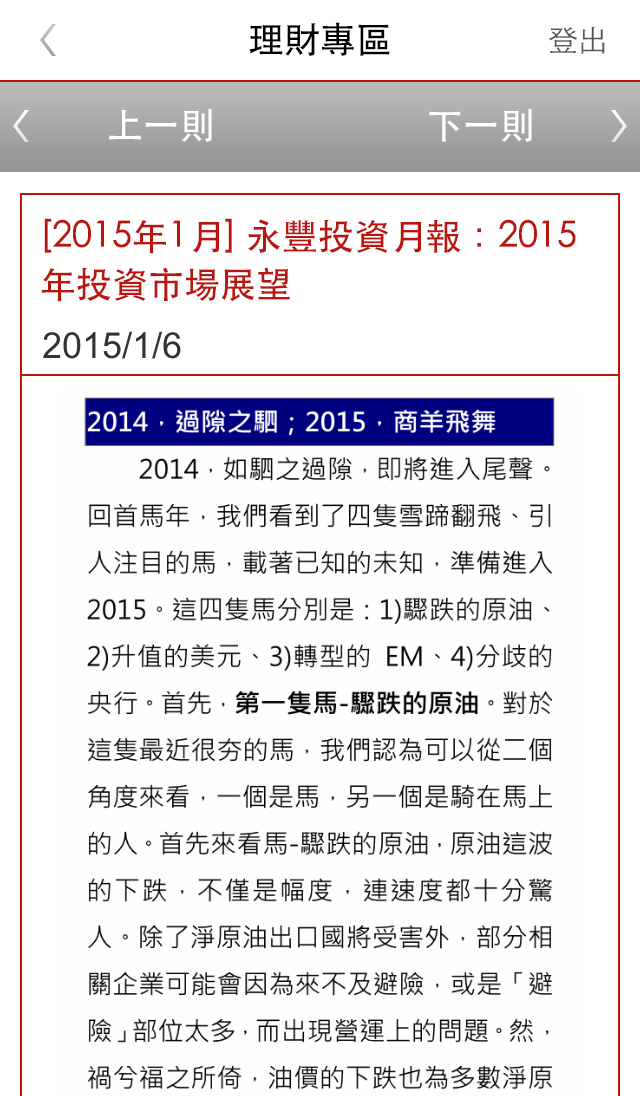 理財專區
登出
上一則
下一則
[2015年1月] 永豐投資月報：2015
年投資市場展望
2015/1/6
2014，過隙之駟；2015，商羊飛舞
2014，如駟之過隙，即將進入尾聲。
回首馬年，我們看到了四隻雪蹄翻飛、引
人注目的馬，載著已知的未知，準備進入
2015。這四隻馬分別是：1)驟跌的原油、
2)升值的美元、3)轉型的 EM、4)分歧的
央行。首先，第一隻馬-驟跌的原油。對於
這隻最近很夯的馬，我們認為可以從二個
角度來看，一個是馬，另一個是騎在馬上
的人。首先來看馬-驟跌的原油，原油這波
的下跌，不僅是幅度，連速度都十分驚
人。除了淨原油出口國將受害外，部分相
關企業可能會因為來不及避險，或是「避
險」部位太多，而出現營運上的問題。然，
禍兮福之所倚，油價的下跌也為多數淨原